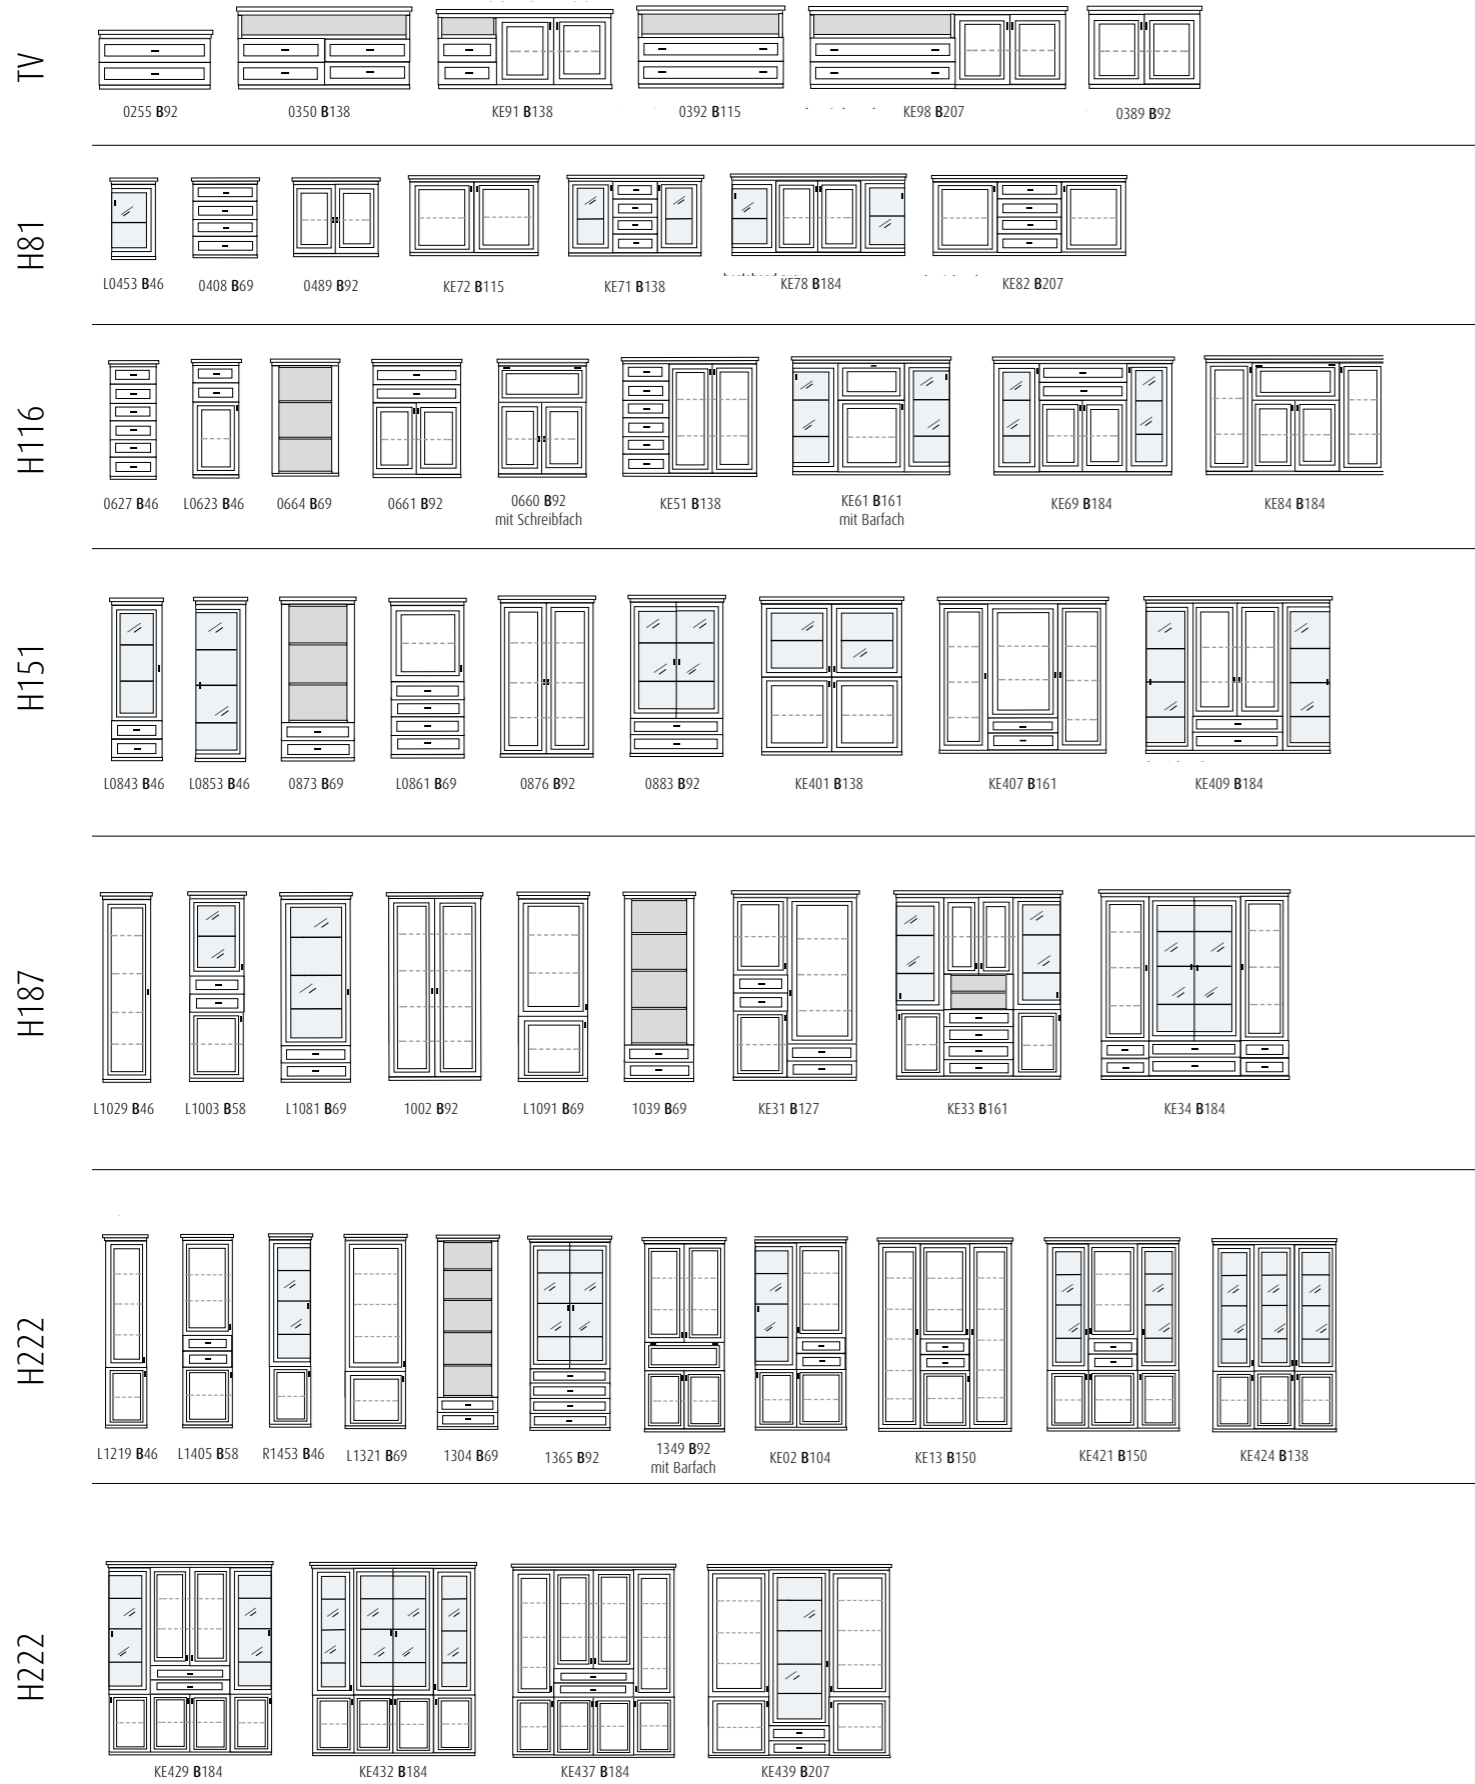 TV
0255 B92
0350 B138
KE91 B138
0392 B115
KE98 B207
0389 B92
H81
L0453 B46
0408 B69
0489 B92
KE72 B115
KE71 B138
KE78 B184
KE82 B207
H116
0627 B46
L0623 B46
0664 B69
0661 B92
0660 B92
mit Schreibfach
KE51 B138
KE61 B161
mit Barfach
KE69 B184
KE84 B184
H151
L0843 B46
L0853 B46
0873 B69
L0861 B69
0876 B92
0883 B92
KE401 B138
KE407 B161
KE409 B184
H187
L1029 B46
L1003 B58
L1081 B69
1002 B92
L1091 B69
1039 B69
KE31 B127
KE33 B161
KE34 B184
H222
L1219 B46
L1405 B58
R1453 B46
L1321 B69
1304 B69
1365 B92
1349 B92
mit Barfach
KE02 B104
KE13 B150
KE421 B150
KE424 B138
H222
KE429 B184
KE432 B184
KE437 B184
KE439 B207